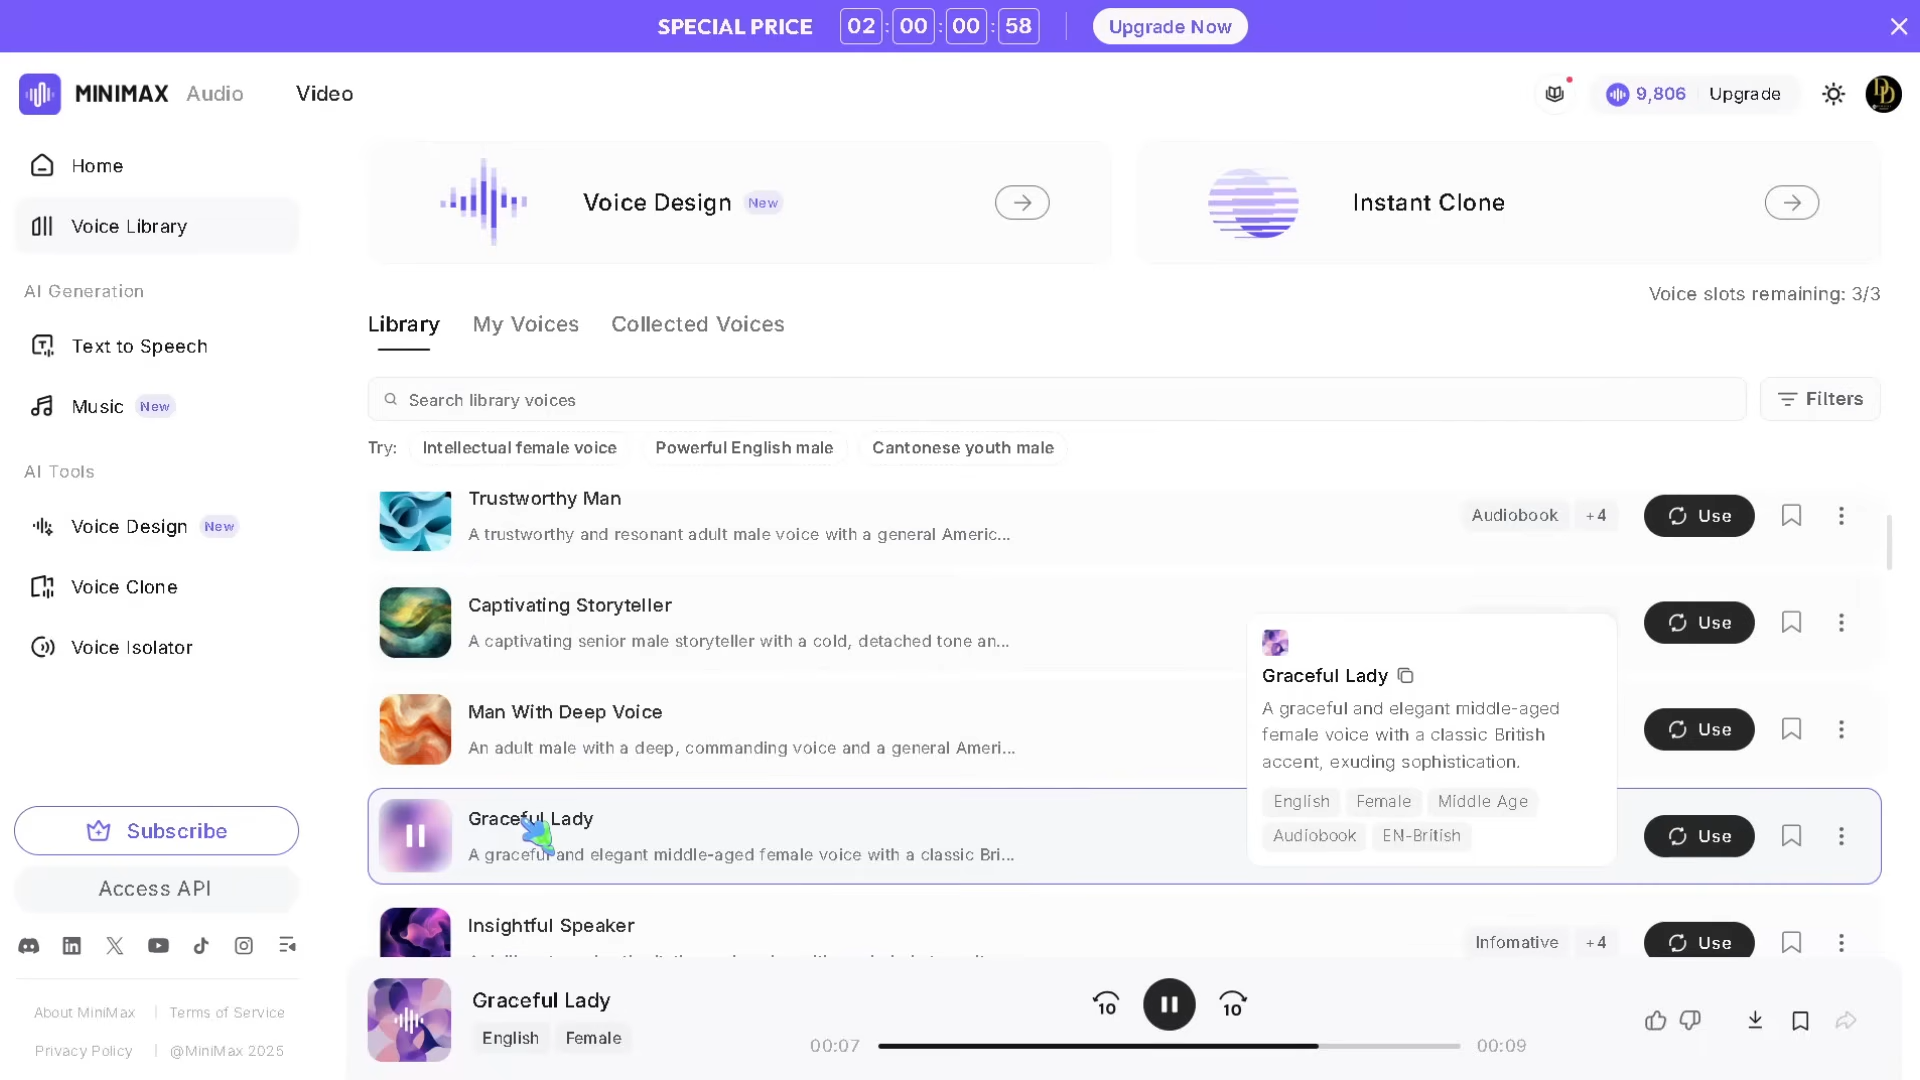 SPECIAL PRICE 02 : 00 : 00 : 58 Upgrade Now
MINIMAX Audio Video
9,806 Upgrade
Home
Voice Library
AI Generation
Text to Speech
Music New
AI Tools
Voice Design New
Voice Clone
Voice Isolator
Subscribe
Access API
About MiniMax | Terms of Service
Privacy Policy | @MiniMax 2025
Voice Design New
Instant Clone
Voice slots remaining: 3/3
Library My Voices Collected Voices
Search library voices
Filters
Try: Intellectual female voice Powerful English male Cantonese youth male
Trustworthy Man
A trustworthy and resonant adult male voice with a general Americ...
Audiobook +4 Use
Captivating Storyteller
A captivating senior male storyteller with a cold, detached tone an...
Use
Man With Deep Voice
An adult male with a deep, commanding voice and a general Ameri...
Use
Graceful Lady
A graceful and elegant middle-aged female voice with a classic Bri...
Use
Graceful Lady
A graceful and elegant middle-aged
female voice with a classic British
accent, exuding sophistication.
English Female Middle Age
Audiobook EN-British
Insightful Speaker
Infomative +4 Use
Graceful Lady
English Female
10 10
00:07 00:09